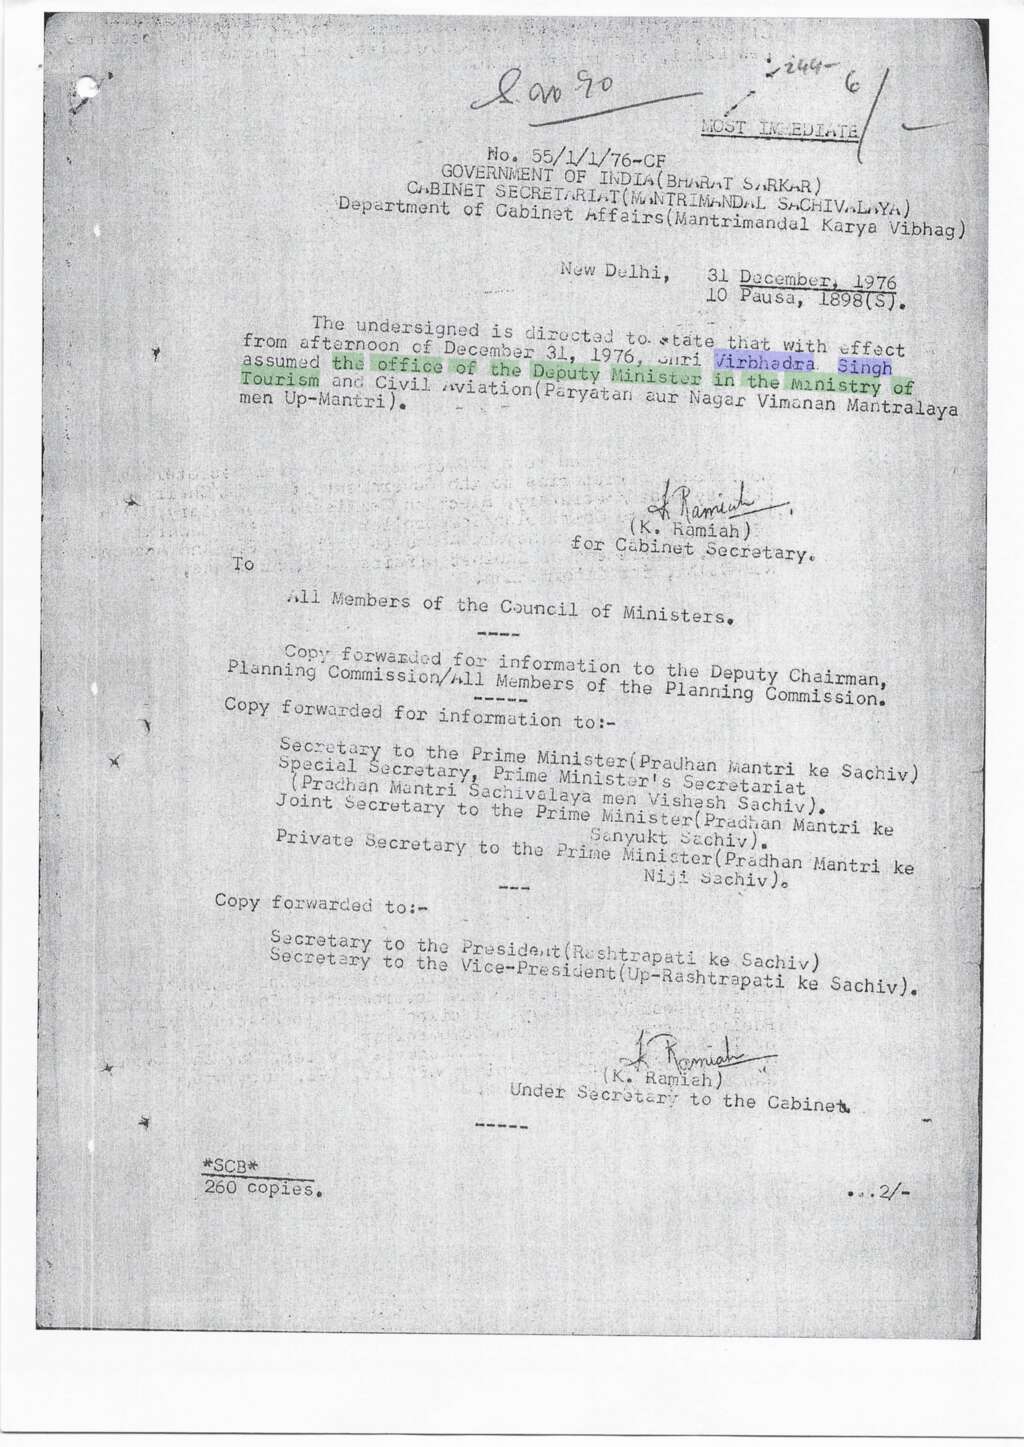 -244-
6
MOST IMMEDIATE
No. 55/1/1/76-CF
GOVERNMENT OF INDIA(BHARAT SARKAR)
CABINET SECRETARIAT(MANTRIMANDAL SACHIVALAYA)
Department of Cabinet Affairs(Mantrimandal Karya Vibhag)
New Delhi, 31 December, 1976
10 Pausa, 1898(S).
The undersigned is directed to state that with effect
from afternoon of December 31, 1976, Shri Virbhadra Singh
assumed the office of the Deputy Minister in the Ministry of
Tourism and Civil Aviation(Paryatan aur Nagar Vimanan Mantralaya
men Up-Mantri).
K Ramiah
(K. Ramiah)
for Cabinet Secretary.
To
All Members of the Council of Ministers.
----
Copy forwarded for information to the Deputy Chairman,
Planning Commission/All Members of the Planning Commission.
-----
Copy forwarded for information to:-
Secretary to the Prime Minister(Pradhan Mantri ke Sachiv)
Special Secretary, Prime Minister's Secretariat
(Pradhan Mantri Sachivalaya men Vishesh Sachiv).
Joint Secretary to the Prime Minister(Pradhan Mantri ke
Sanyukt Sachiv).
Private Secretary to the Prime Minister(Pradhan Mantri ke
Niji Sachiv).
---
Copy forwarded to:-
Secretary to the President(Rashtrapati ke Sachiv)
Secretary to the Vice-President(Up-Rashtrapati ke Sachiv).
K Ramiah
(K. Ramiah)
Under Secretary to the Cabinet.
-----
*SCB*
260 copies.
...2/-